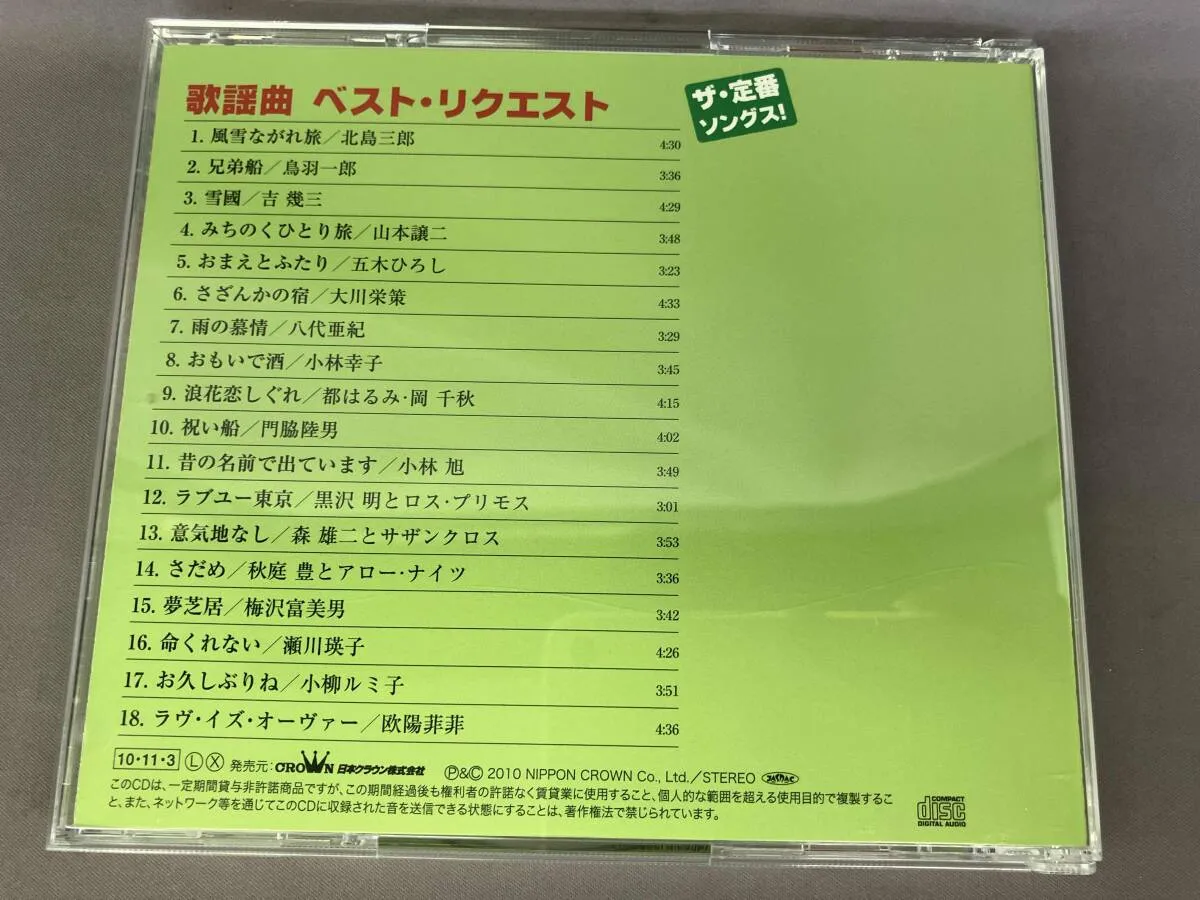 歌謡曲 ベスト・リクエスト
ザ・定番
ソングス!
1. 風雪ながれ旅／北島三郎 4:30
2. 兄弟船／鳥羽一郎 3:36
3. 雪國／吉 幾三 4:29
4. みちのくひとり旅／山本譲二 3:48
5. おまえとふたり／五木ひろし 3:23
6. さざんかの宿／大川栄策 4:33
7. 雨の慕情／八代亜紀 3:29
8. おもいで酒／小林幸子 3:45
9. 浪花恋しぐれ／都はるみ・岡 千秋 4:15
10. 祝い船／門脇陸男 4:02
11. 昔の名前で出ています／小林 旭 3:49
12. ラブユー東京／黒沢 明とロス・プリモス 3:01
13. 意気地なし／森 雄二とサザンクロス 3:53
14. さだめ／秋庭 豊とアロー・ナイツ 3:36
15. 夢芝居／梅沢富美男 3:42
16. 命くれない／瀬川瑛子 4:26
17. お久しぶりね／小柳ルミ子 3:51
18. ラヴ・イズ・オーヴァー／欧陽菲菲 4:36
10・11・3 Ⓛ Ⓧ 発売元: CROWN 日本クラウン株式会社 Ⓟ&© 2010 NIPPON CROWN Co., Ltd.／STEREO JASRAC
このCDは、一定期間貸与非許諾商品ですが、この期間経過後も権利者の許諾なく賃貸業に使用すること、個人的な範囲を超える使用目的で複製するこ
と、また、ネットワーク等を通じてこのCDに収録された音を送信できる状態にすることは、著作権法で禁じられています。
COMPACT
disc
DIGITAL AUDIO